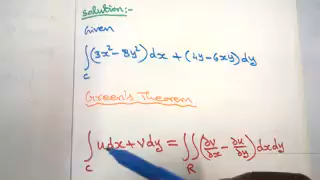 Solution:-
Given
∫ (3x²-8y²) dx + (4y-6xy) dy
C
Green's Theorem
∫ udx + vdy = ∬ (∂v/∂x - ∂u/∂y) dxdy
C R